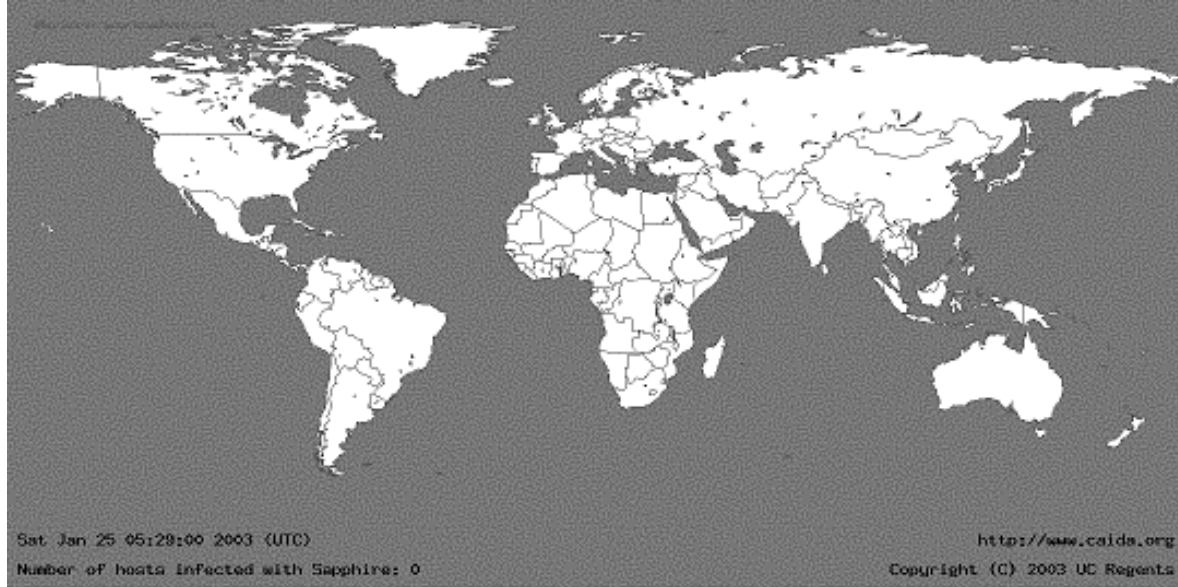 Sat Jan 25 05:29:00 2003 (UTC)
http://www.caida.org
Number of hosts infected with Sapphire: 0
Copyright (C) 2003 UC Regents